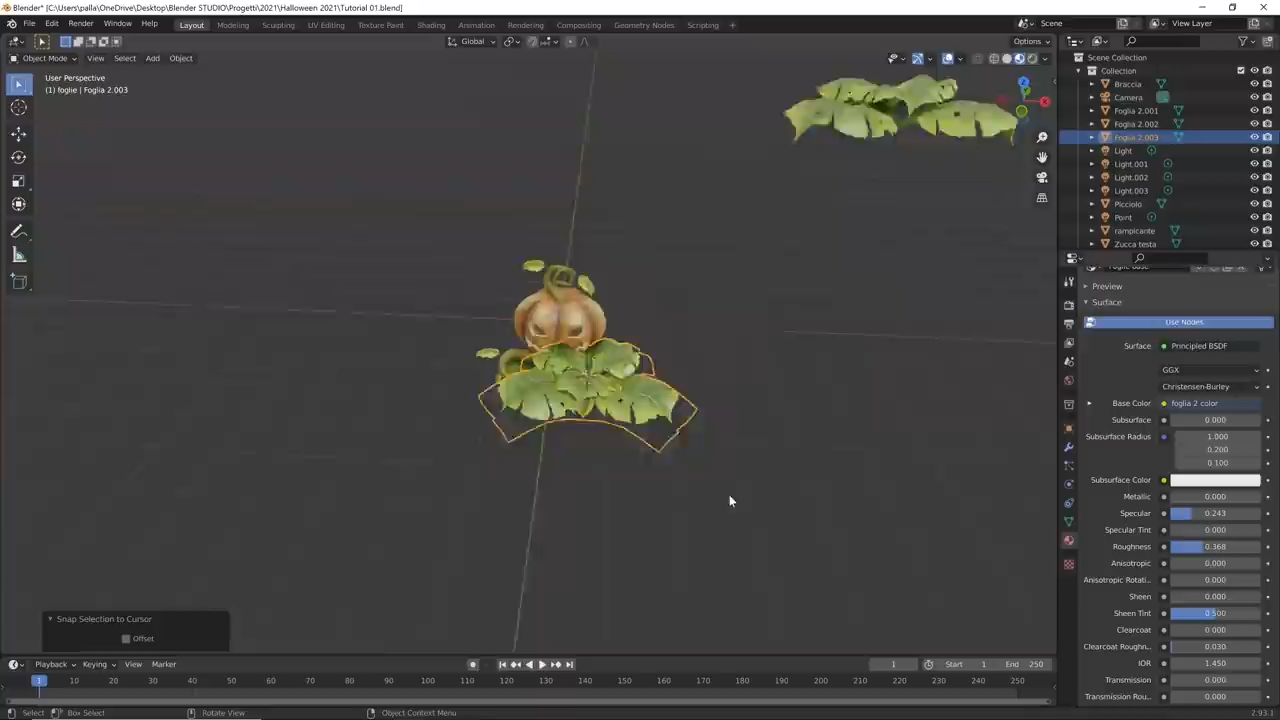 Blender* [C:\Users\palla\OneDrive\Desktop\Blender STUDIO\Progetti\2021\Halloween 2021\Tutorial 01.blend]
File Edit Render Window Help Layout Modeling Sculpting UV Editing Texture Paint Shading Animation Rendering Compositing Geometry Nodes Scripting + Scene View Layer
Global Options
Object Mode View Select Add Object
User Perspective
(1) foglie | Foglia 2.003
Scene Collection
Collection
Braccia
Camera
Foglia 2.001
Foglia 2.002
Foglia 2.003
Light
Light.001
Light.002
Light.003
Picciolo
Point
rampicante
Zucca testa
Preview
Surface
Use Nodes
Surface Principled BSDF
GGX
Christensen-Burley
Base Color foglia 2 color
Subsurface 0.000
Subsurface Radius 1.000
0.200
0.100
Subsurface Color
Metallic 0.000
Specular 0.243
Specular Tint 0.000
Roughness 0.368
Anisotropic 0.000
Anisotropic Rotati.. 0.000
Sheen 0.000
Sheen Tint 0.500
Clearcoat 0.000
Clearcoat Roughn.. 0.030
IOR 1.450
Transmission 0.000
Transmission Rou.. 0.000
Snap Selection to Cursor
Offset
Playback Keying View Marker 1 Start 1 End 250
1 10 20 30 40 50 60 70 80 90 100 110 120 130 140 150 160 170 180 190 200 210 220 230 240 250
Select Box Select Rotate View Object Context Menu 2.93.1